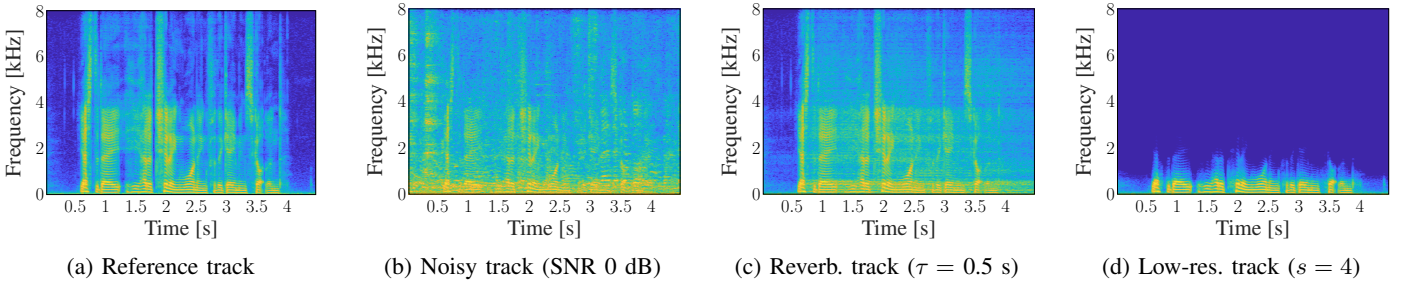 8
6
4
2
0
Frequency [kHz]
0.5 1 1.5 2 2.5 3 3.5 4
Time [s]
(a) Reference track
8
6
4
2
0
Frequency [kHz]
0.5 1 1.5 2 2.5 3 3.5 4
Time [s]
(b) Noisy track (SNR 0 dB)
8
6
4
2
0
Frequency [kHz]
0.5 1 1.5 2 2.5 3 3.5 4
Time [s]
(c) Reverb. track (τ = 0.5 s)
8
6
4
2
0
Frequency [kHz]
0.5 1 1.5 2 2.5 3 3.5 4
Time [s]
(d) Low-res. track (s = 4)